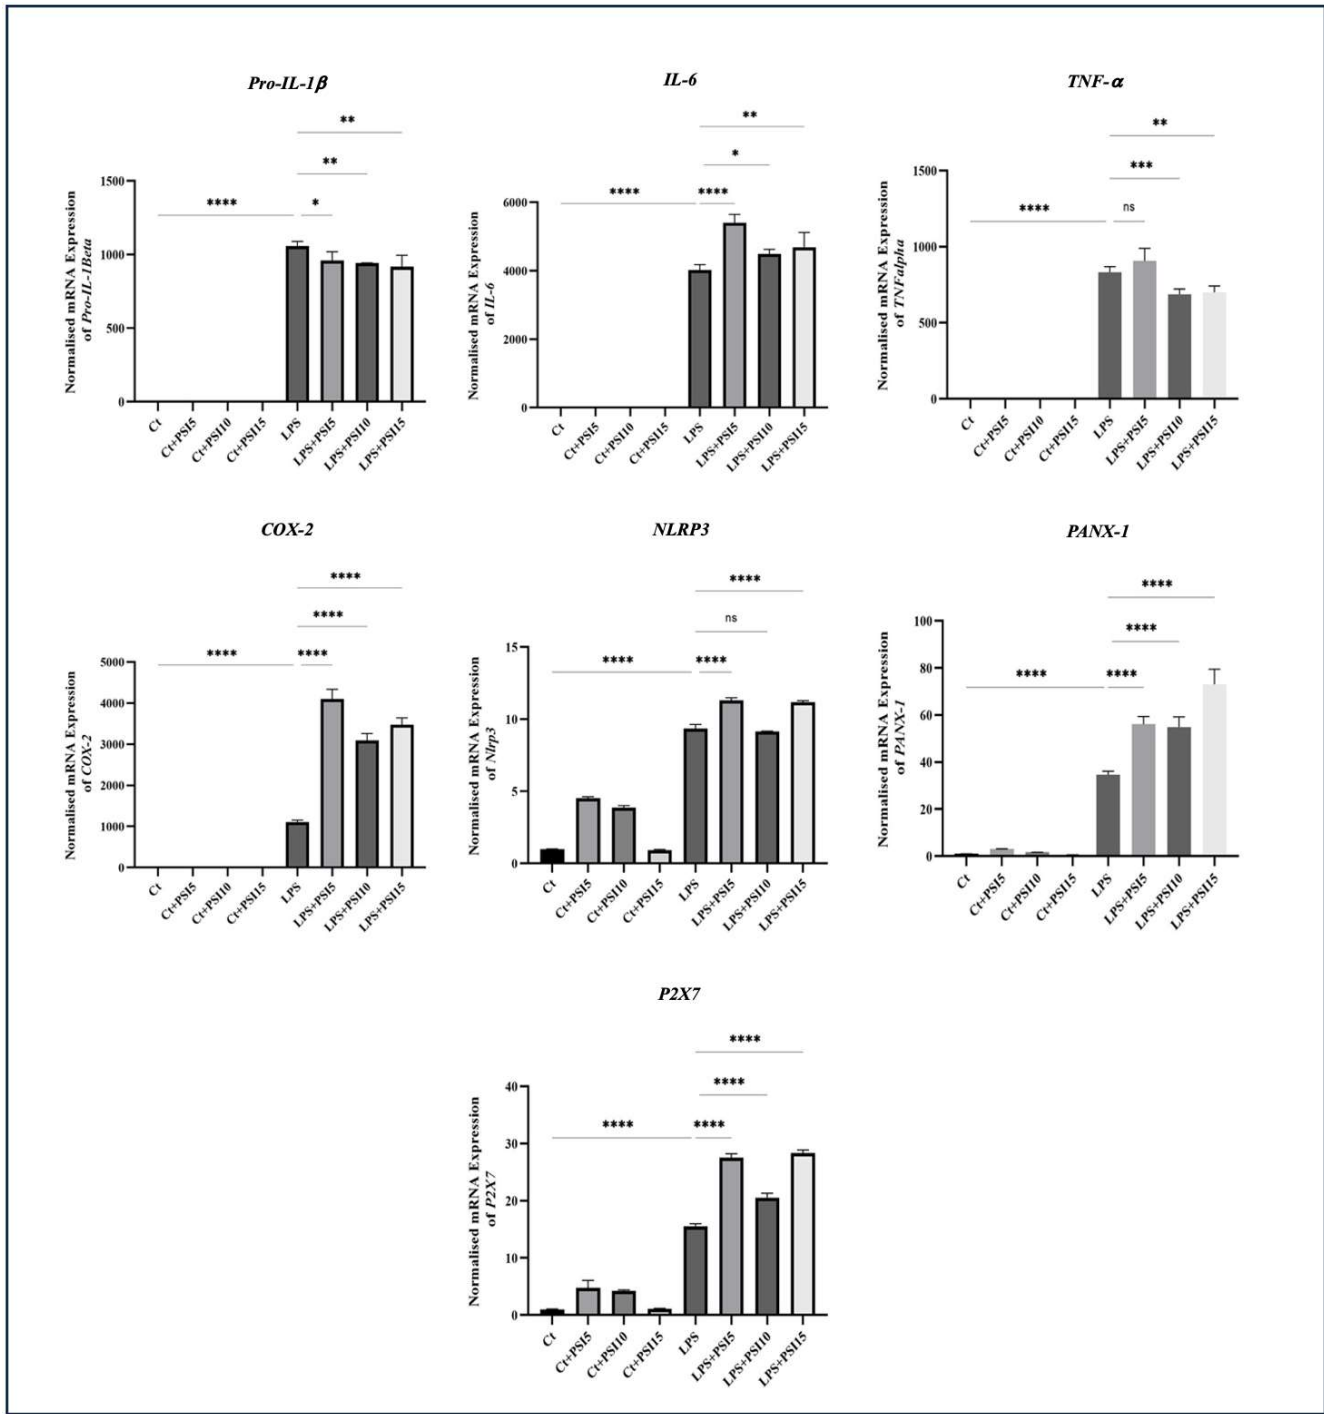 Pro-IL-1β
**
**
****
*
1500
1000
500
0
Normalised mRNA Expression
of Pro-IL-1Beta
Ct
Ct+PSI5
Ct+PSI10
Ct+PSI15
LPS
LPS+PSI5
LPS+PSI10
LPS+PSI15
IL-6
**
*
****
****
6000
4000
2000
0
Normalised mRNA Expression
of IL-6
Ct
Ct+PSI5
Ct+PSI10
Ct+PSI15
LPS
LPS+PSI5
LPS+PSI10
LPS+PSI15
TNF-α
**
***
****
ns
1500
1000
500
0
Normalised mRNA Expression
of TNFalpha
Ct
Ct+PSI5
Ct+PSI10
Ct+PSI15
LPS
LPS+PSI5
LPS+PSI10
LPS+PSI15
COX-2
****
****
****
****
5000
4000
3000
2000
1000
0
Normalised mRNA Expression
of COX-2
Ct
Ct+PSI5
Ct+PSI10
Ct+PSI15
LPS
LPS+PSI5
LPS+PSI10
LPS+PSI15
NLRP3
****
ns
****
****
15
10
5
0
Normalised mRNA Expression
of Nlrp3
Ct
Ct+PSI5
Ct+PSI10
Ct+PSI15
LPS
LPS+PSI5
LPS+PSI10
LPS+PSI15
PANX-1
****
****
****
****
100
80
60
40
20
0
Normalised mRNA Expression
of PANX-1
Ct
Ct+PSI5
Ct+PSI10
Ct+PSI15
LPS
LPS+PSI5
LPS+PSI10
LPS+PSI15
P2X7
****
****
****
****
40
30
20
10
0
Normalised mRNA Expression
of P2X7
Ct
Ct+PSI5
Ct+PSI10
Ct+PSI15
LPS
LPS+PSI5
LPS+PSI10
LPS+PSI15